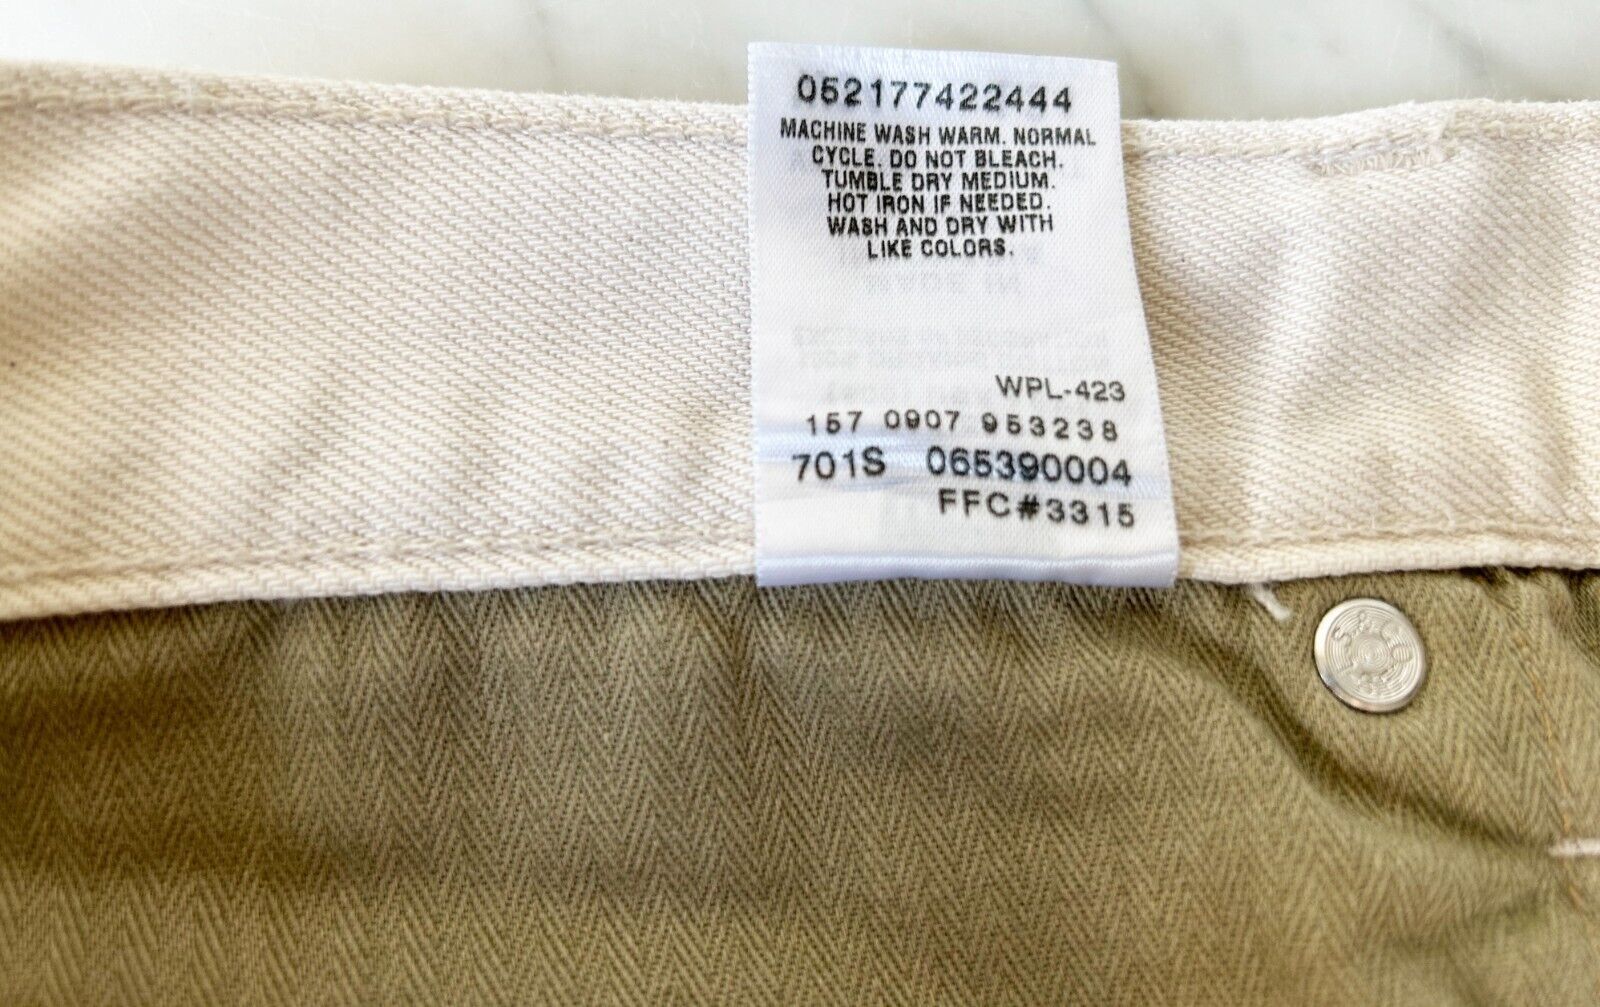 052177422444
MACHINE WASH WARM. NORMAL
CYCLE. DO NOT BLEACH.
TUMBLE DRY MEDIUM.
HOT IRON IF NEEDED.
WASH AND DRY WITH
LIKE COLORS.
WPL-423
157 0907 953238
701S 065390004
FFC#3315